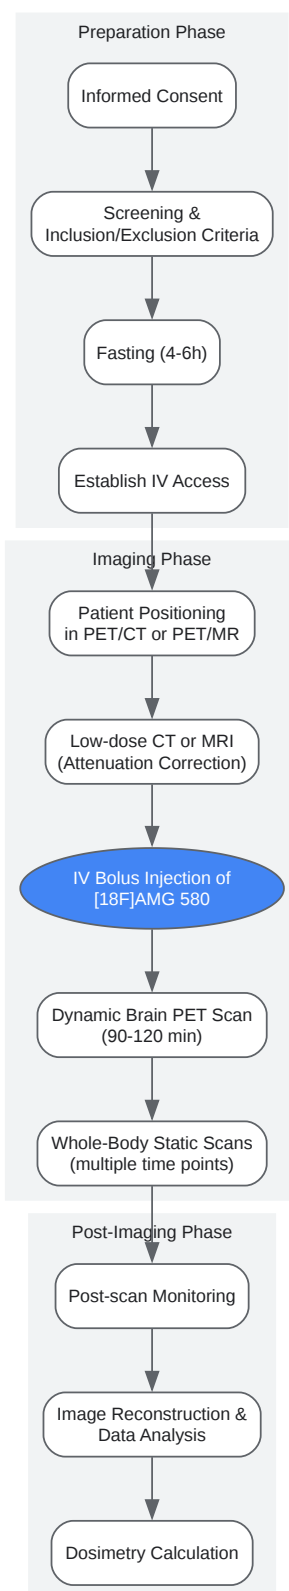 Preparation Phase
Informed Consent
Screening &
Inclusion/Exclusion Criteria
Fasting (4-6h)
Establish IV Access
Imaging Phase
Patient Positioning
in PET/CT or PET/MR
Low-dose CT or MRI
(Attenuation Correction)
IV Bolus Injection of
[18F]AMG 580
Dynamic Brain PET Scan
(90-120 min)
Whole-Body Static Scans
(multiple time points)
Post-Imaging Phase
Post-scan Monitoring
Image Reconstruction &
Data Analysis
Dosimetry Calculation